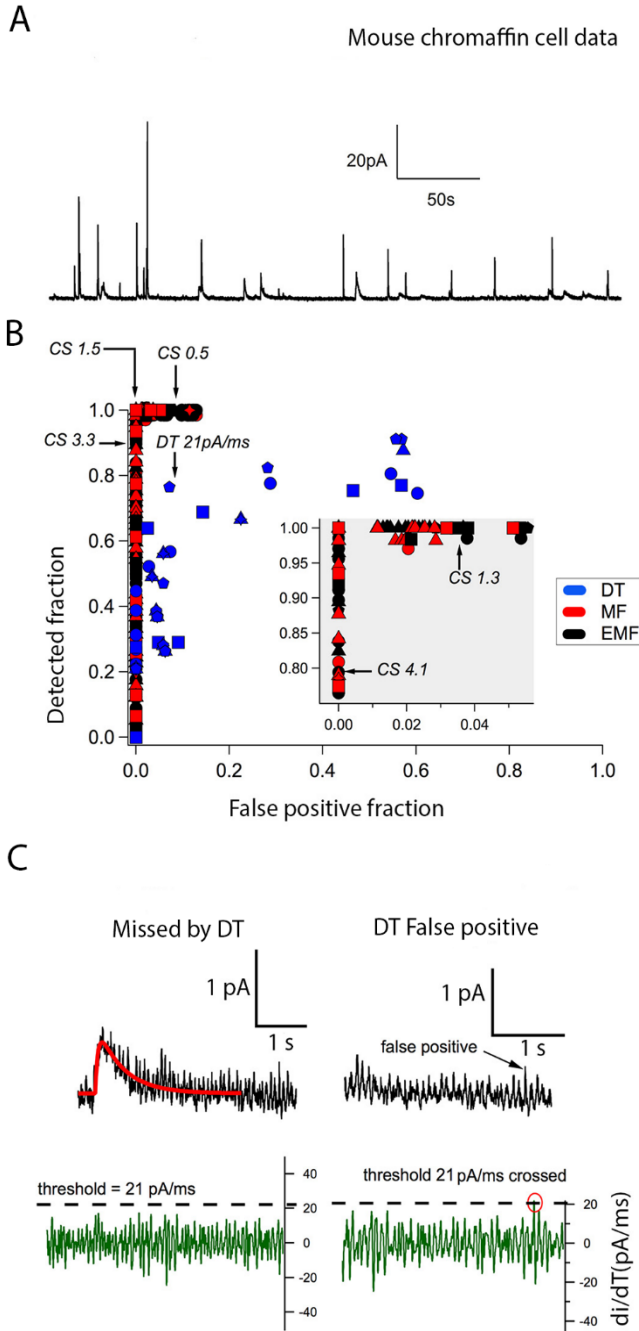 A
Mouse chromaffin cell data
20pA
50s
B
CS 1.5
CS 0.5
CS 3.3
DT 21pA/ms
1.0
0.8
0.6
0.4
0.2
0.0
Detected fraction
1.00
0.95
0.90
0.85
0.80
CS 1.3
CS 4.1
0.00
0.02
0.04
DT
MF
EMF
0.0
0.2
0.4
0.6
0.8
1.0
False positive fraction
C
Missed by DT
DT False positive
1 pA
1 s
1 pA
1 s
false positive
threshold = 21 pA/ms
40
20
0
-20
-40
threshold 21pA/ms crossed
20
0
-20
-40
di/dT(pA/ms)